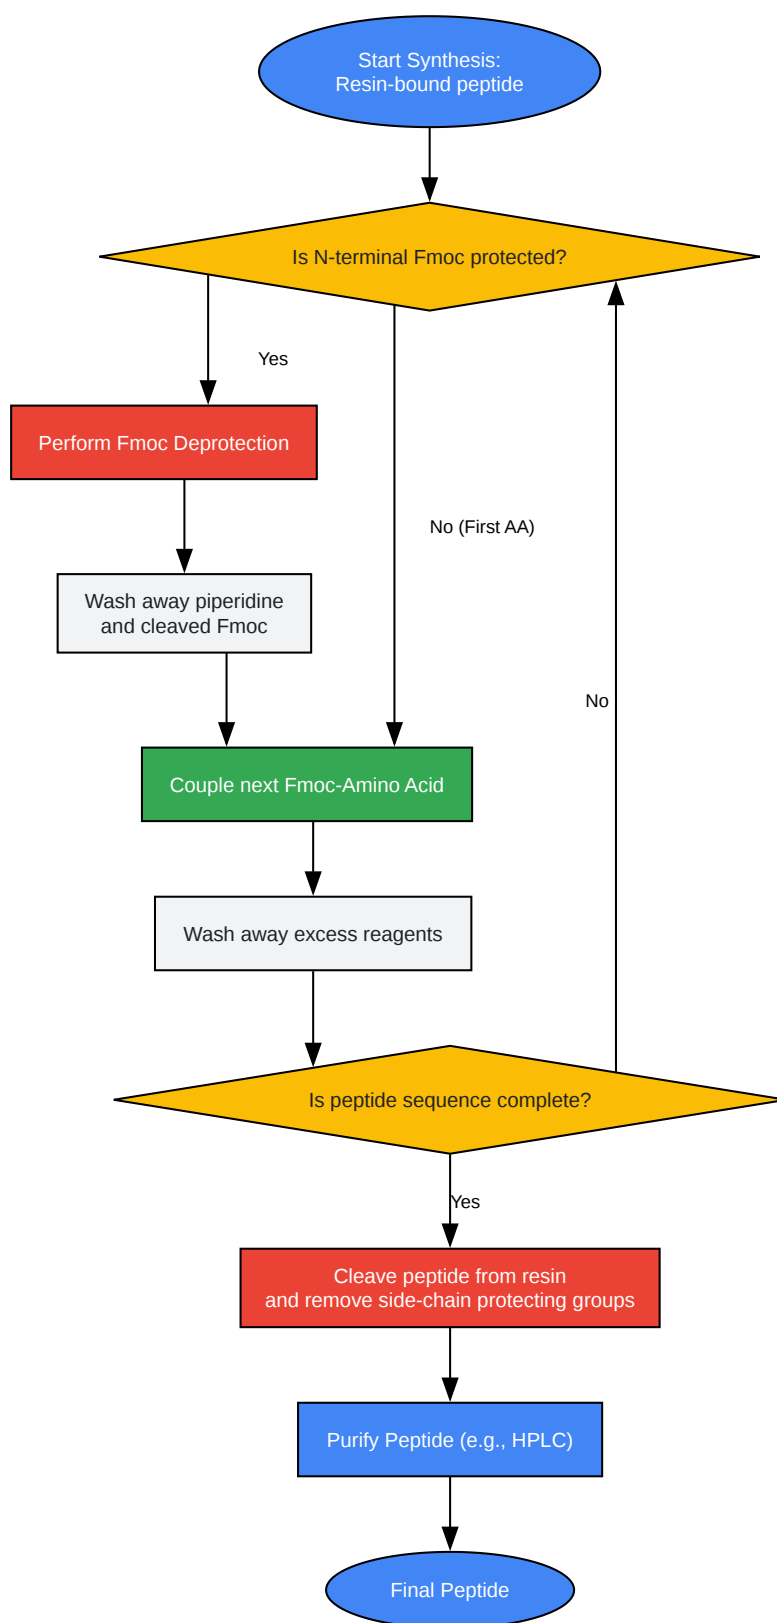 Start Synthesis:
Resin-bound peptide
Is N-terminal Fmoc protected?
Yes
Perform Fmoc Deprotection
No (First AA)
Wash away piperidine
and cleaved Fmoc
No
Couple next Fmoc-Amino Acid
Wash away excess reagents
Is peptide sequence complete?
Yes
Cleave peptide from resin
and remove side-chain protecting groups
Purify Peptide (e.g., HPLC)
Final Peptide